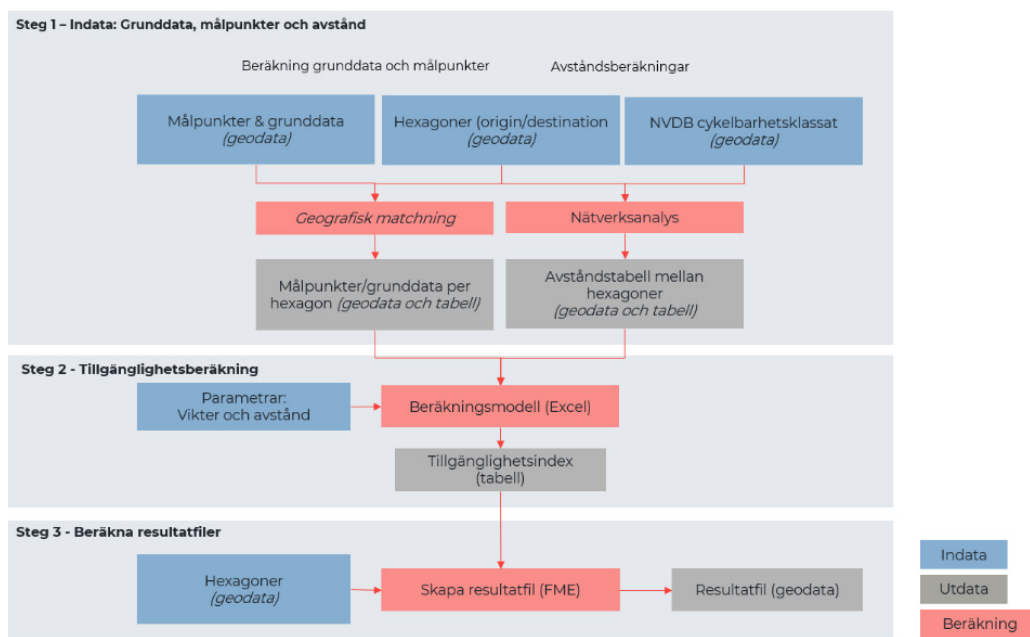 Steg 1 – Indata: Grunddata, målpunkter och avstånd
Beräkning grunddata och målpunkter
Avståndsberäkningar
Målpunkter & grunddata
(geodata)
Hexagoner (origin/destination
(geodata)
NVDB cykelbarhetsklassat
(geodata)
Geografisk matchning
Nätverksanalys
Målpunkter/grunddata per
hexagon (geodata och tabell)
Avståndstabell mellan
hexagoner
(geodata och tabell)
Steg 2 - Tillgänglighetsberäkning
Parametrar:
Vikter och avstånd
Beräkningsmodell (Excel)
Tillgänglighetsindex
(tabell)
Steg 3 - Beräkna resultatfiler
Hexagoner
(geodata)
Skapa resultatfil (FME)
Resultatfil (geodata)
Indata
Utdata
Beräkning